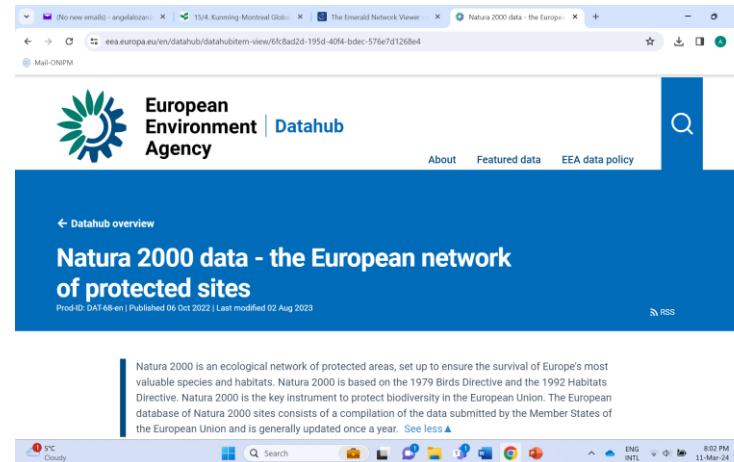 (No new emails) - angelalozan
15/4. Kunming-Montreal Glob
The Emerald Network Viewer -
Natura 2000 data - the Europe
eea.europa.eu/en/datahub/datahubitem-view/6fc8ad2d-195d-40f4-bdec-576e7d1268e4
A
Mail-ONIPM
European
Environment
Agency
Datahub
About Featured data EEA data policy
← Datahub overview
Natura 2000 data - the European network
of protected sites
Prod-ID: DAT-68-en | Published 06 Oct 2022 | Last modified 02 Aug 2023
RSS
Natura 2000 is an ecological network of protected areas, set up to ensure the survival of Europe's most
valuable species and habitats. Natura 2000 is based on the 1979 Birds Directive and the 1992 Habitats
Directive. Natura 2000 is the key instrument to protect biodiversity in the European Union. The European
database of Natura 2000 sites consists of a compilation of the data submitted by the Member States of
the European Union and is generally updated once a year. See less ▲
5°C
Cloudy
Search
ENG
INTL
8:02 PM
11-Mar-24